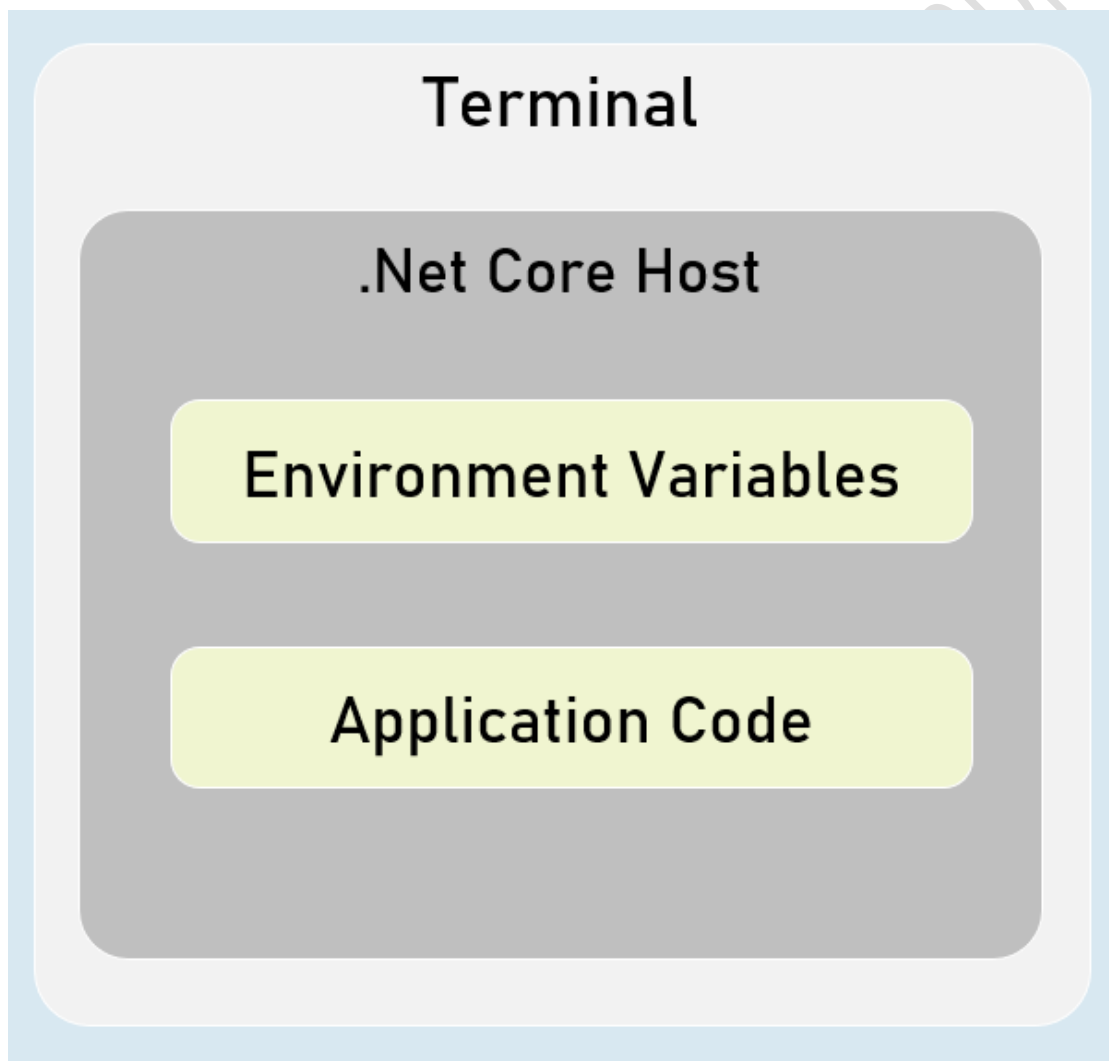 Terminal
.Net Core Host
Environment Variables
Application Code